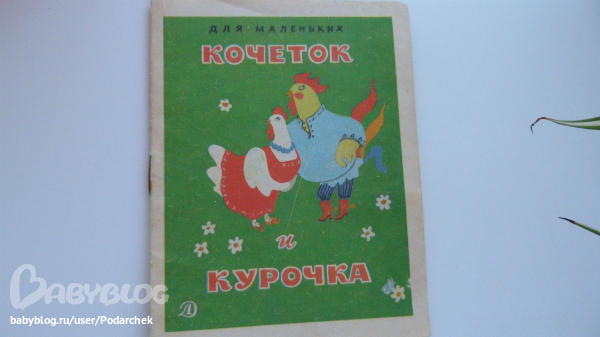 ДЛЯ МАЛЕНЬКИХ
КОЧЕТОК
и
КУРОЧКА
Д
BABYBLOG
babyblog.ru/user/Podarchek